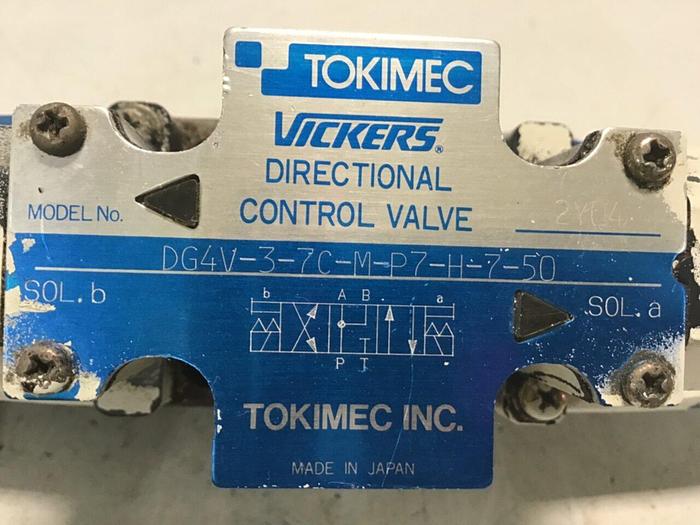 TOKIMEC
VICKERS®
DIRECTIONAL
CONTROL VALVE
MODEL No.
DG4V-3-7C-M-P7-H-7-50
SOL.b
SOL.a
b A B a
P T
TOKIMEC INC.
MADE IN JAPAN